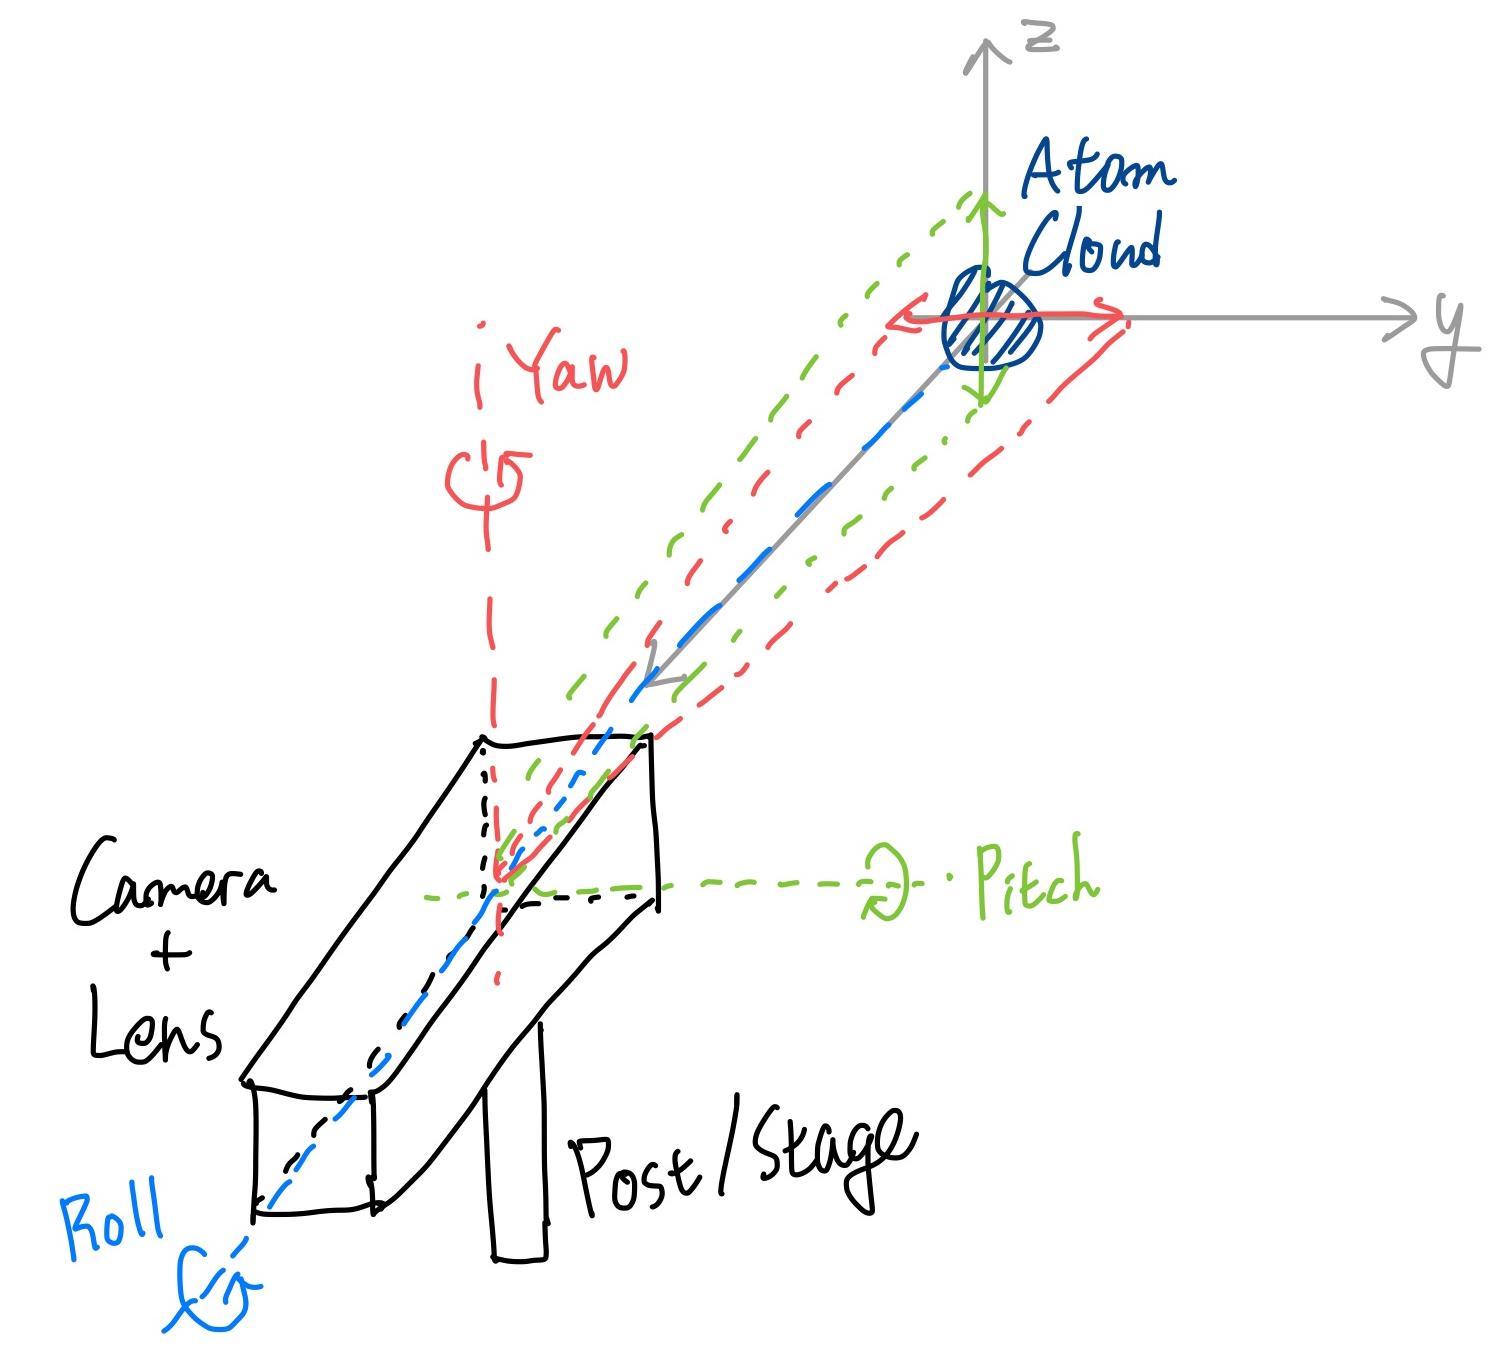 z
Atom
Cloud
y
Yaw
Camera
+
Lens
Pitch
Post/Stage
Roll